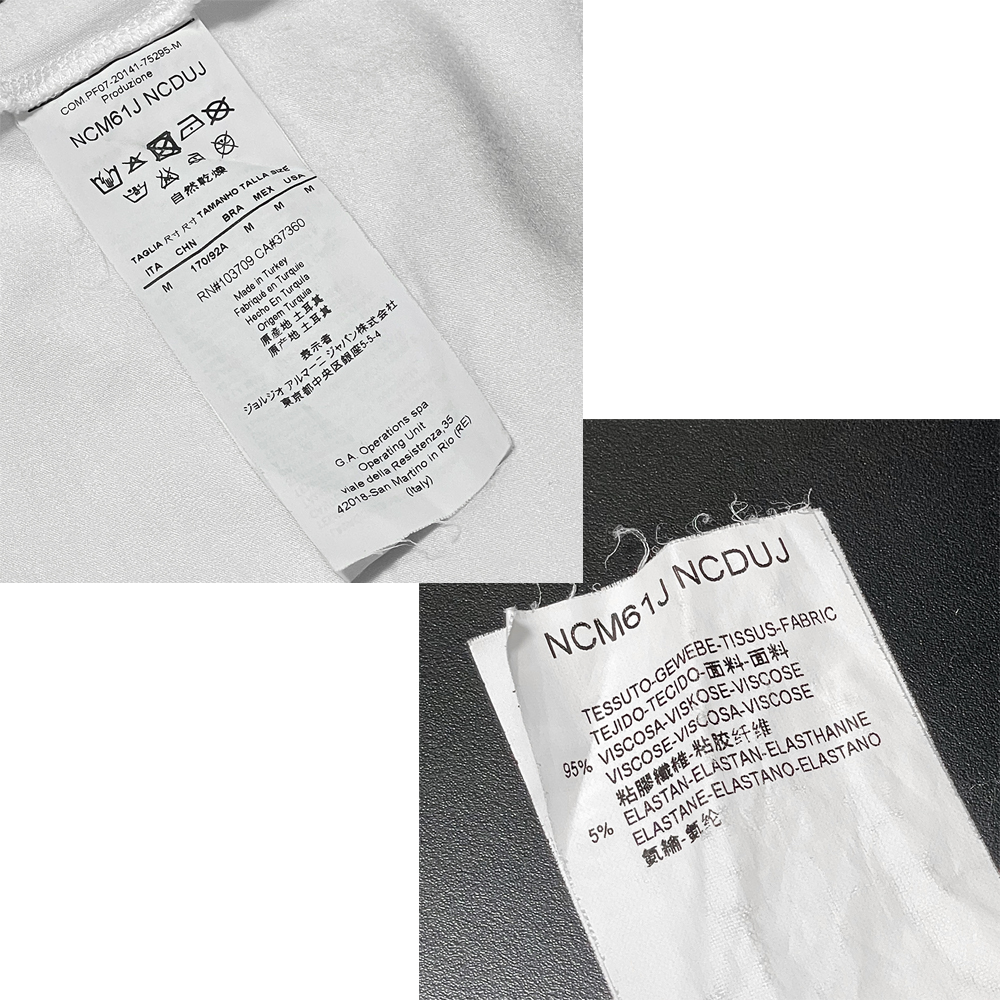 COM.PF07-20141-75295-M
Produzione
NCM61J NCDUJ
自然乾燥
TAGLIA 尺寸 尺寸 TAMANHO TALLA SIZE
ITA CHN BRA MEX USA
M 170/92A M M M
RN#103709 CA#37360
Made in Turkey
Fabriqué en Turquie
Hecho En Turquía
Origem Turquia
原産地 土耳其
原产地 土耳其
表示者
ジョルジオ アルマーニ ジャパン株式会社
東京都中央区銀座5-5-4
G.A. Operations spa
Operating Unit
viale della Resistenza,35
42018-San Martino in Rio (RE)
(Italy)
NCM61J NCDUJ
TESSUTO-GEWEBE-TISSUS-FABRIC
TEJIDO-TECIDO-面料-面料
95% VISCOSA-VISKOSE-VISCOSE
VISCOSE-VISCOSA-VISCOSE
粘膠纖維-粘胶纤维
5% ELASTAN-ELASTAN-ELASTHANNE
ELASTANE-ELASTANO-ELASTANO
氨綸-氨纶